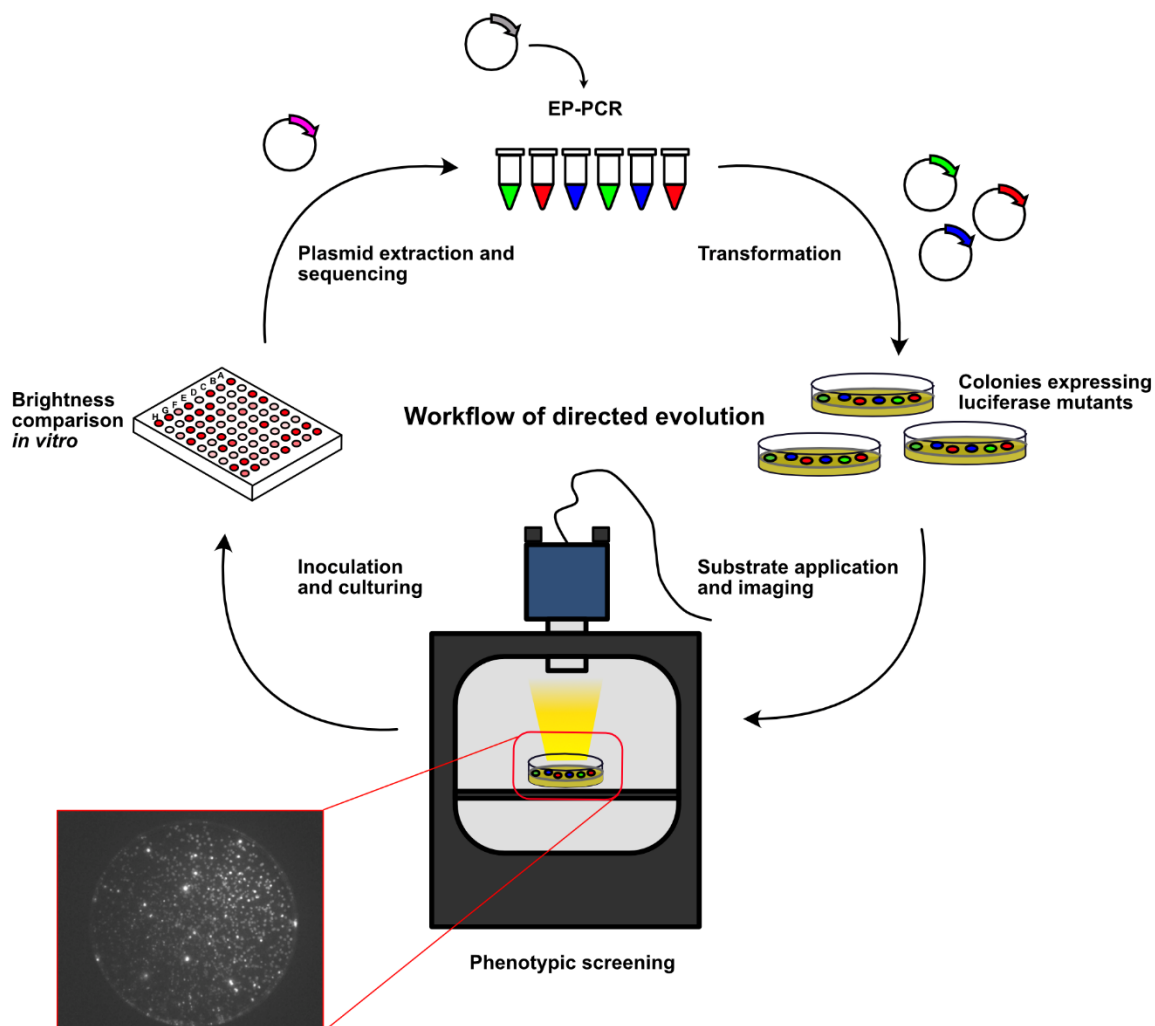 EP-PCR
Plasmid extraction and
sequencing
Transformation
Brightness
comparison
in vitro
A
B
C
D
E
F
G
H
Workflow of directed evolution
Colonies expressing
luciferase mutants
Inoculation
and culturing
Substrate application
and imaging
Phenotypic screening